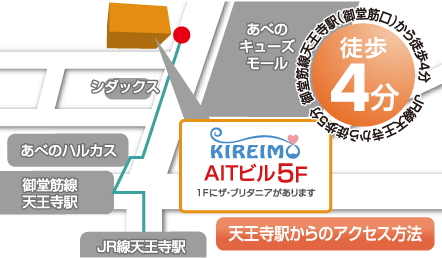 あべの
キューズ
モール
御堂筋線天王寺駅(御堂筋口)から徒歩4分
JR線天王寺から徒歩5分
徒歩
4分
シダックス
あべのハルカス
御堂筋線
天王寺駅
JR線天王寺駅
KIREIMO
AITビル5F
1Fにザ・ブリタニアがあります
天王寺駅からのアクセス方法